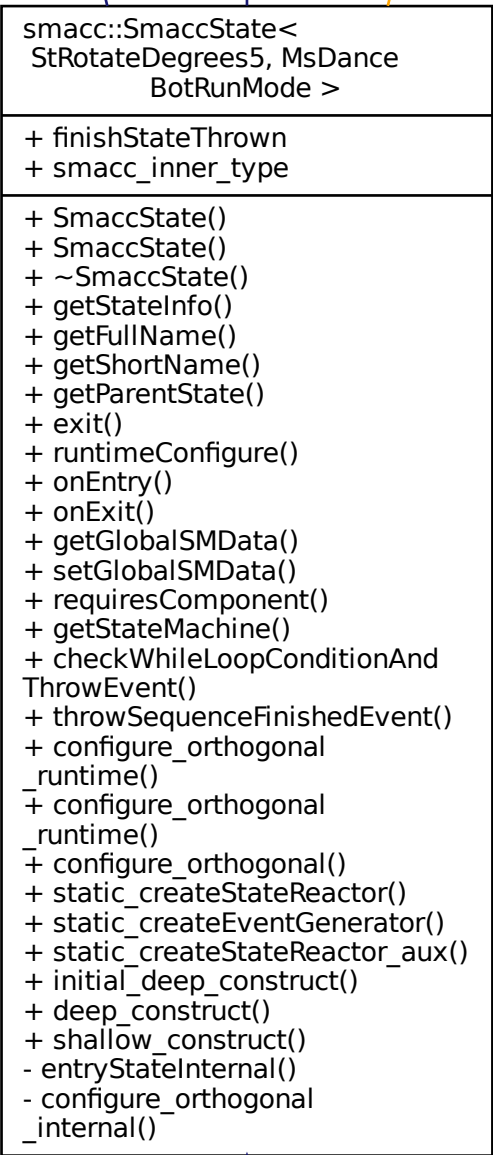 smacc::SmaccState<
StRotateDegrees5, MsDance
BotRunMode >
+ finishStateThrown
+ smacc_inner_type
+ SmaccState()
+ SmaccState()
+ ~SmaccState()
+ getStateInfo()
+ getFullName()
+ getShortName()
+ getParentState()
+ exit()
+ runtimeConfigure()
+ onEntry()
+ onExit()
+ getGlobalSMData()
+ setGlobalSMData()
+ requiresComponent()
+ getStateMachine()
+ checkWhileLoopConditionAnd
ThrowEvent()
+ throwSequenceFinishedEvent()
+ configure_orthogonal
_runtime()
+ configure_orthogonal
_runtime()
+ configure_orthogonal()
+ static_createStateReactor()
+ static_createEventGenerator()
+ static_createStateReactor_aux()
+ initial_deep_construct()
+ deep_construct()
+ shallow_construct()
- entryStateInternal()
- configure_orthogonal
_internal()